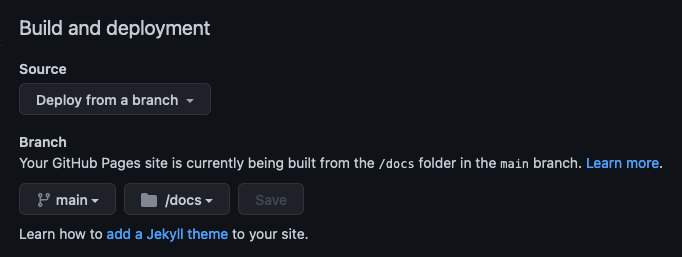 Build and deployment
Source
Deploy from a branch
Branch
Your GitHub Pages site is currently being built from the /docs folder in the main branch. Learn more.
main /docs Save
Learn how to add a Jekyll theme to your site.